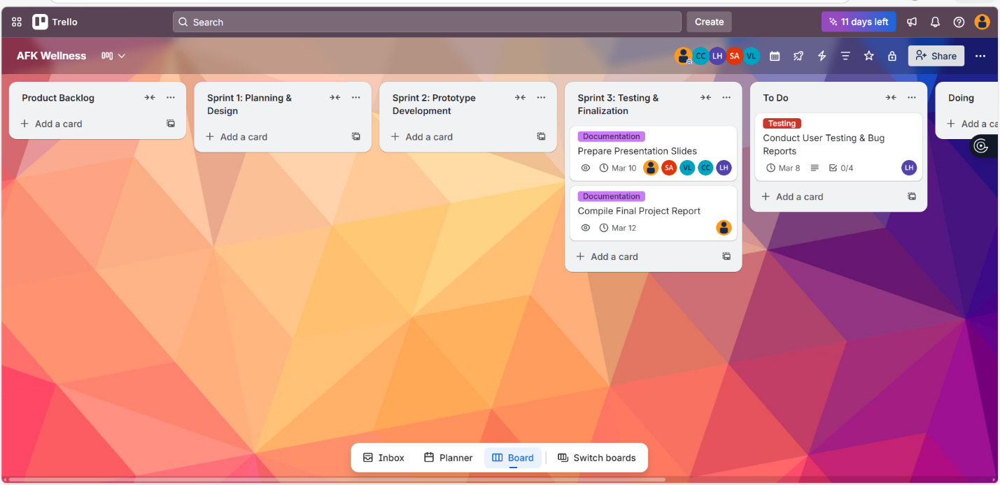 Trello
Search
Create
11 days left
AFK Wellness
CC LH SA VL
Share
Product Backlog
Add a card
Sprint 1: Planning &
Design
Add a card
Sprint 2: Prototype
Development
Add a card
Sprint 3: Testing &
Finalization
Documentation
Prepare Presentation Slides
Mar 10 SA VL CC LH
Documentation
Compile Final Project Report
Mar 12
Add a card
To Do
Testing
Conduct User Testing & Bug
Reports
Mar 8 0/4 LH
Add a card
Doing
Add a ca
Inbox Planner Board Switch boards